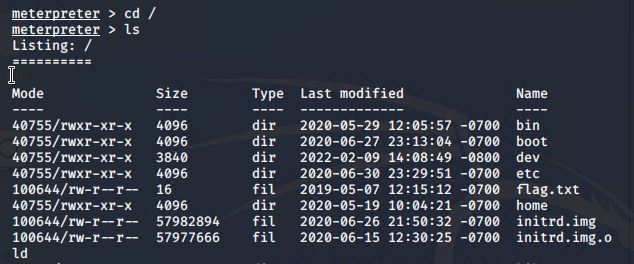 meterpreter > cd /
meterpreter > ls
Listing: /
==========
Mode Size Type Last modified Name
---- ---- ---- ------------- ----
40755/rwxr-xr-x 4096 dir 2020-05-29 12:05:57 -0700 bin
40755/rwxr-xr-x 4096 dir 2020-06-27 23:13:04 -0700 boot
40755/rwxr-xr-x 3840 dir 2022-02-09 14:08:49 -0800 dev
40755/rwxr-xr-x 4096 dir 2020-06-30 23:29:51 -0700 etc
100644/rw-r--r-- 16 fil 2019-05-07 12:15:12 -0700 flag.txt
40755/rwxr-xr-x 4096 dir 2020-05-19 10:04:21 -0700 home
100644/rw-r--r-- 57982894 fil 2020-06-26 21:50:32 -0700 initrd.img
100644/rw-r--r-- 57977666 fil 2020-06-15 12:30:25 -0700 initrd.img.o
ld